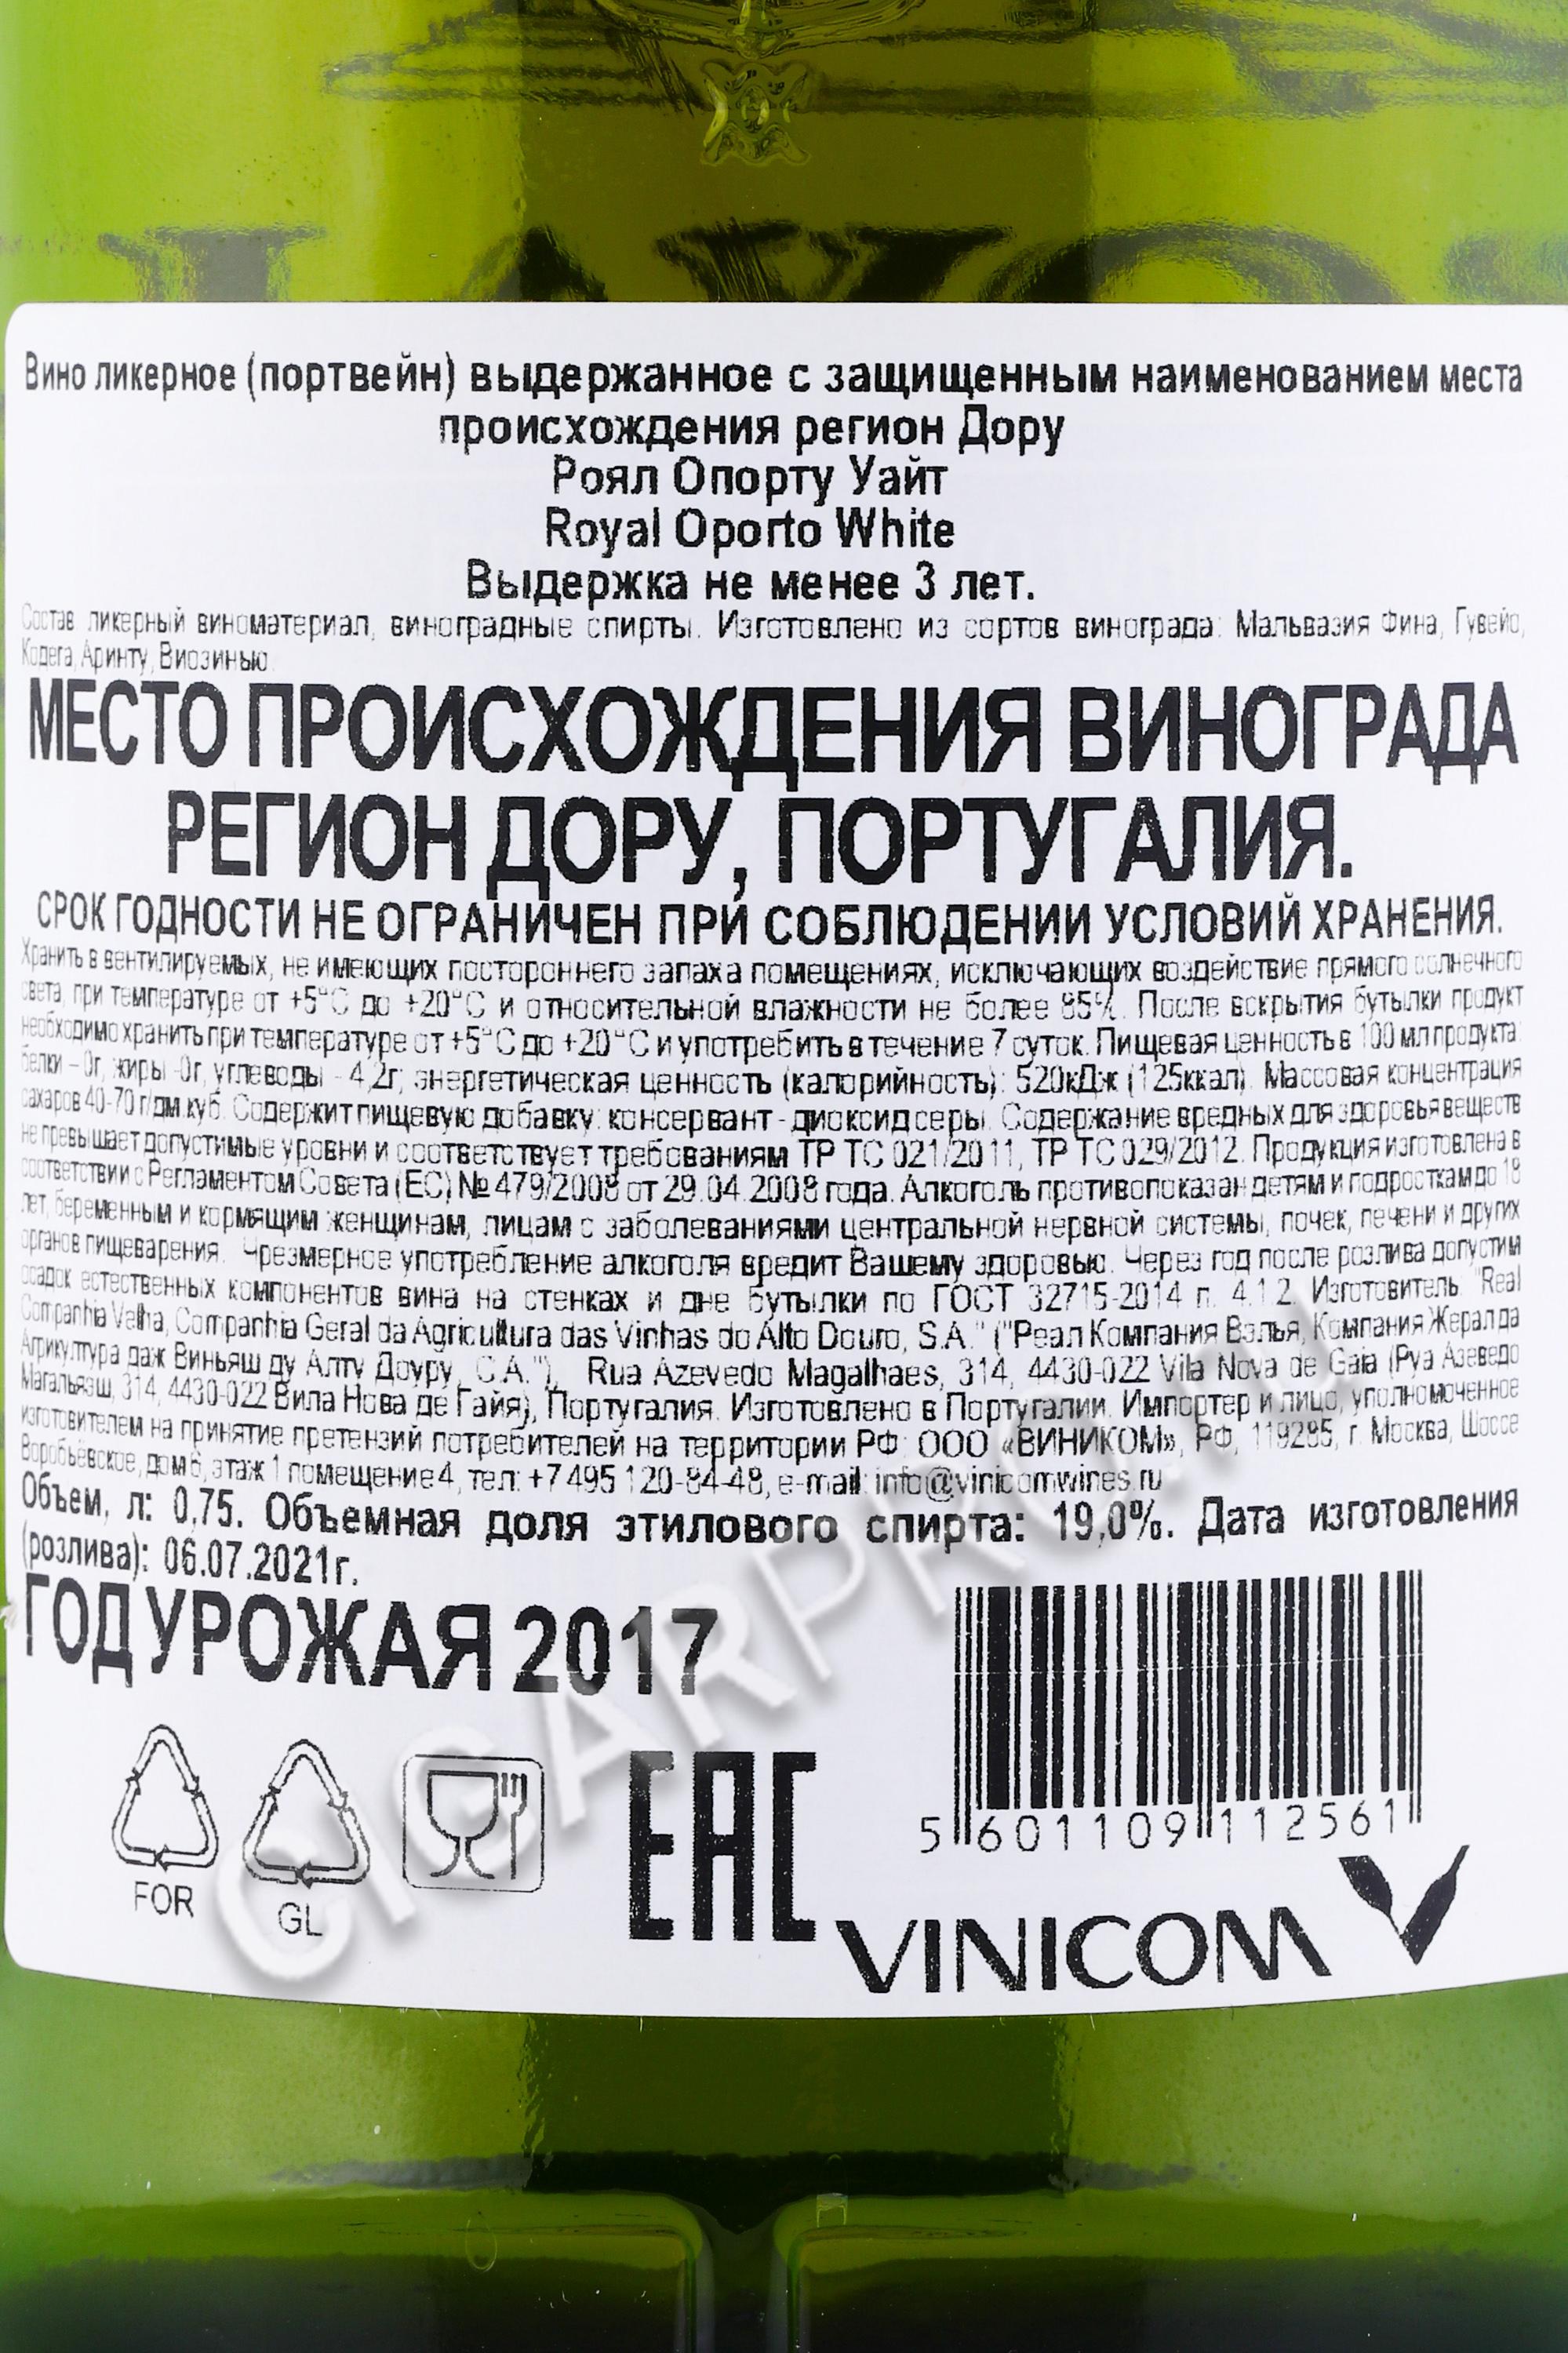 Вино ликерное (портвейн) выдержанное с защищенным наименованием места
происхождения регион Дору
Роял Опорту Уайт
Royal Oporto White
Выдержка не менее 3 лет.
Состав ликерный виноматериал, виноградные спирты. Изготовлено из сортов винограда: Мальвазия Фина, Гувейо,
Кодега, Аринту, Виозинью
МЕСТО ПРОИСХОЖДЕНИЯ ВИНОГРАДА
РЕГИОН ДОРУ, ПОРТУГАЛИЯ.
СРОК ГОДНОСТИ НЕ ОГРАНИЧЕН ПРИ СОБЛЮДЕНИИ УСЛОВИЙ ХРАНЕНИЯ.
Хранить в вентилируемых, не имеющих постороннего запаха помещениях, исключающих воздействие прямого солнечного
света, при температуре от +5°С до +20°С и относительной влажности не более 85%. После вскрытия бутылки продукт
необходимо хранить при температуре от +5°С до +20°С и употребить в течение 7 суток. Пищевая ценность в 100 мл продукта:
белки – 0г, жиры -0г, углеводы - 4,2г; энергетическая ценность (калорийность): 520кДж (125ккал). Массовая концентрация
сахаров 40-70 г/дм.куб. Содержит пищевую добавку: консервант - диоксид серы. Содержание вредных для здоровья веществ
не превышает допустимые уровни и соответствует требованиям ТР ТС 021/2011, ТР ТС 029/2012. Продукция изготовлена в
соответствии с Регламентом Совета (ЕС) № 479/2008 от 29.04.2008 года. Алкоголь противопоказан детям и подросткам до 18
лет, беременным и кормящим женщинам, лицам с заболеваниями центральной нервной системы, почек, печени и других
органов пищеварения. Чрезмерное употребление алкоголя вредит Вашему здоровью. Через год после розлива допустим
осадок естественных компонентов вина на стенках и дне бутылки по ГОСТ 32715-2014 п. 4.1.2. Изготовитель: "Real
Companhia Velha, Companhia Geral da Agricultura das Vinhas do Alto Douro, S.A." ("Реал Компания Вэлья, Компания Жерал да
Агрикултура даж Виньяш ду Алту Доуру, С.А."), Rua Azevedo Magalhaes, 314, 4430-022 Vila Nova de Gaia (Руа Азеведо
Магальяэш, 314, 4430-022 Вила Нова де Гайя), Португалия. Изготовлено в Португалии. Импортер и лицо, уполномоченное
изготовителем на принятие претензий потребителей на территории РФ: ООО «ВИНИКОМ», РФ, 119285, г. Москва, Шоссе
Воробьёвское, дом 6, этаж 1 помещение 4, тел: +7 495 120-84-48, e-mail: info@vinicomwines.ru
Объем, л: 0,75. Объемная доля этилового спирта: 19,0%. Дата изготовления
(розлива): 06.07.2021г.
ГОД УРОЖАЯ 2017
5 601109 112561
FOR
GL
EAC
VINICOM
CIGARPRO.ru